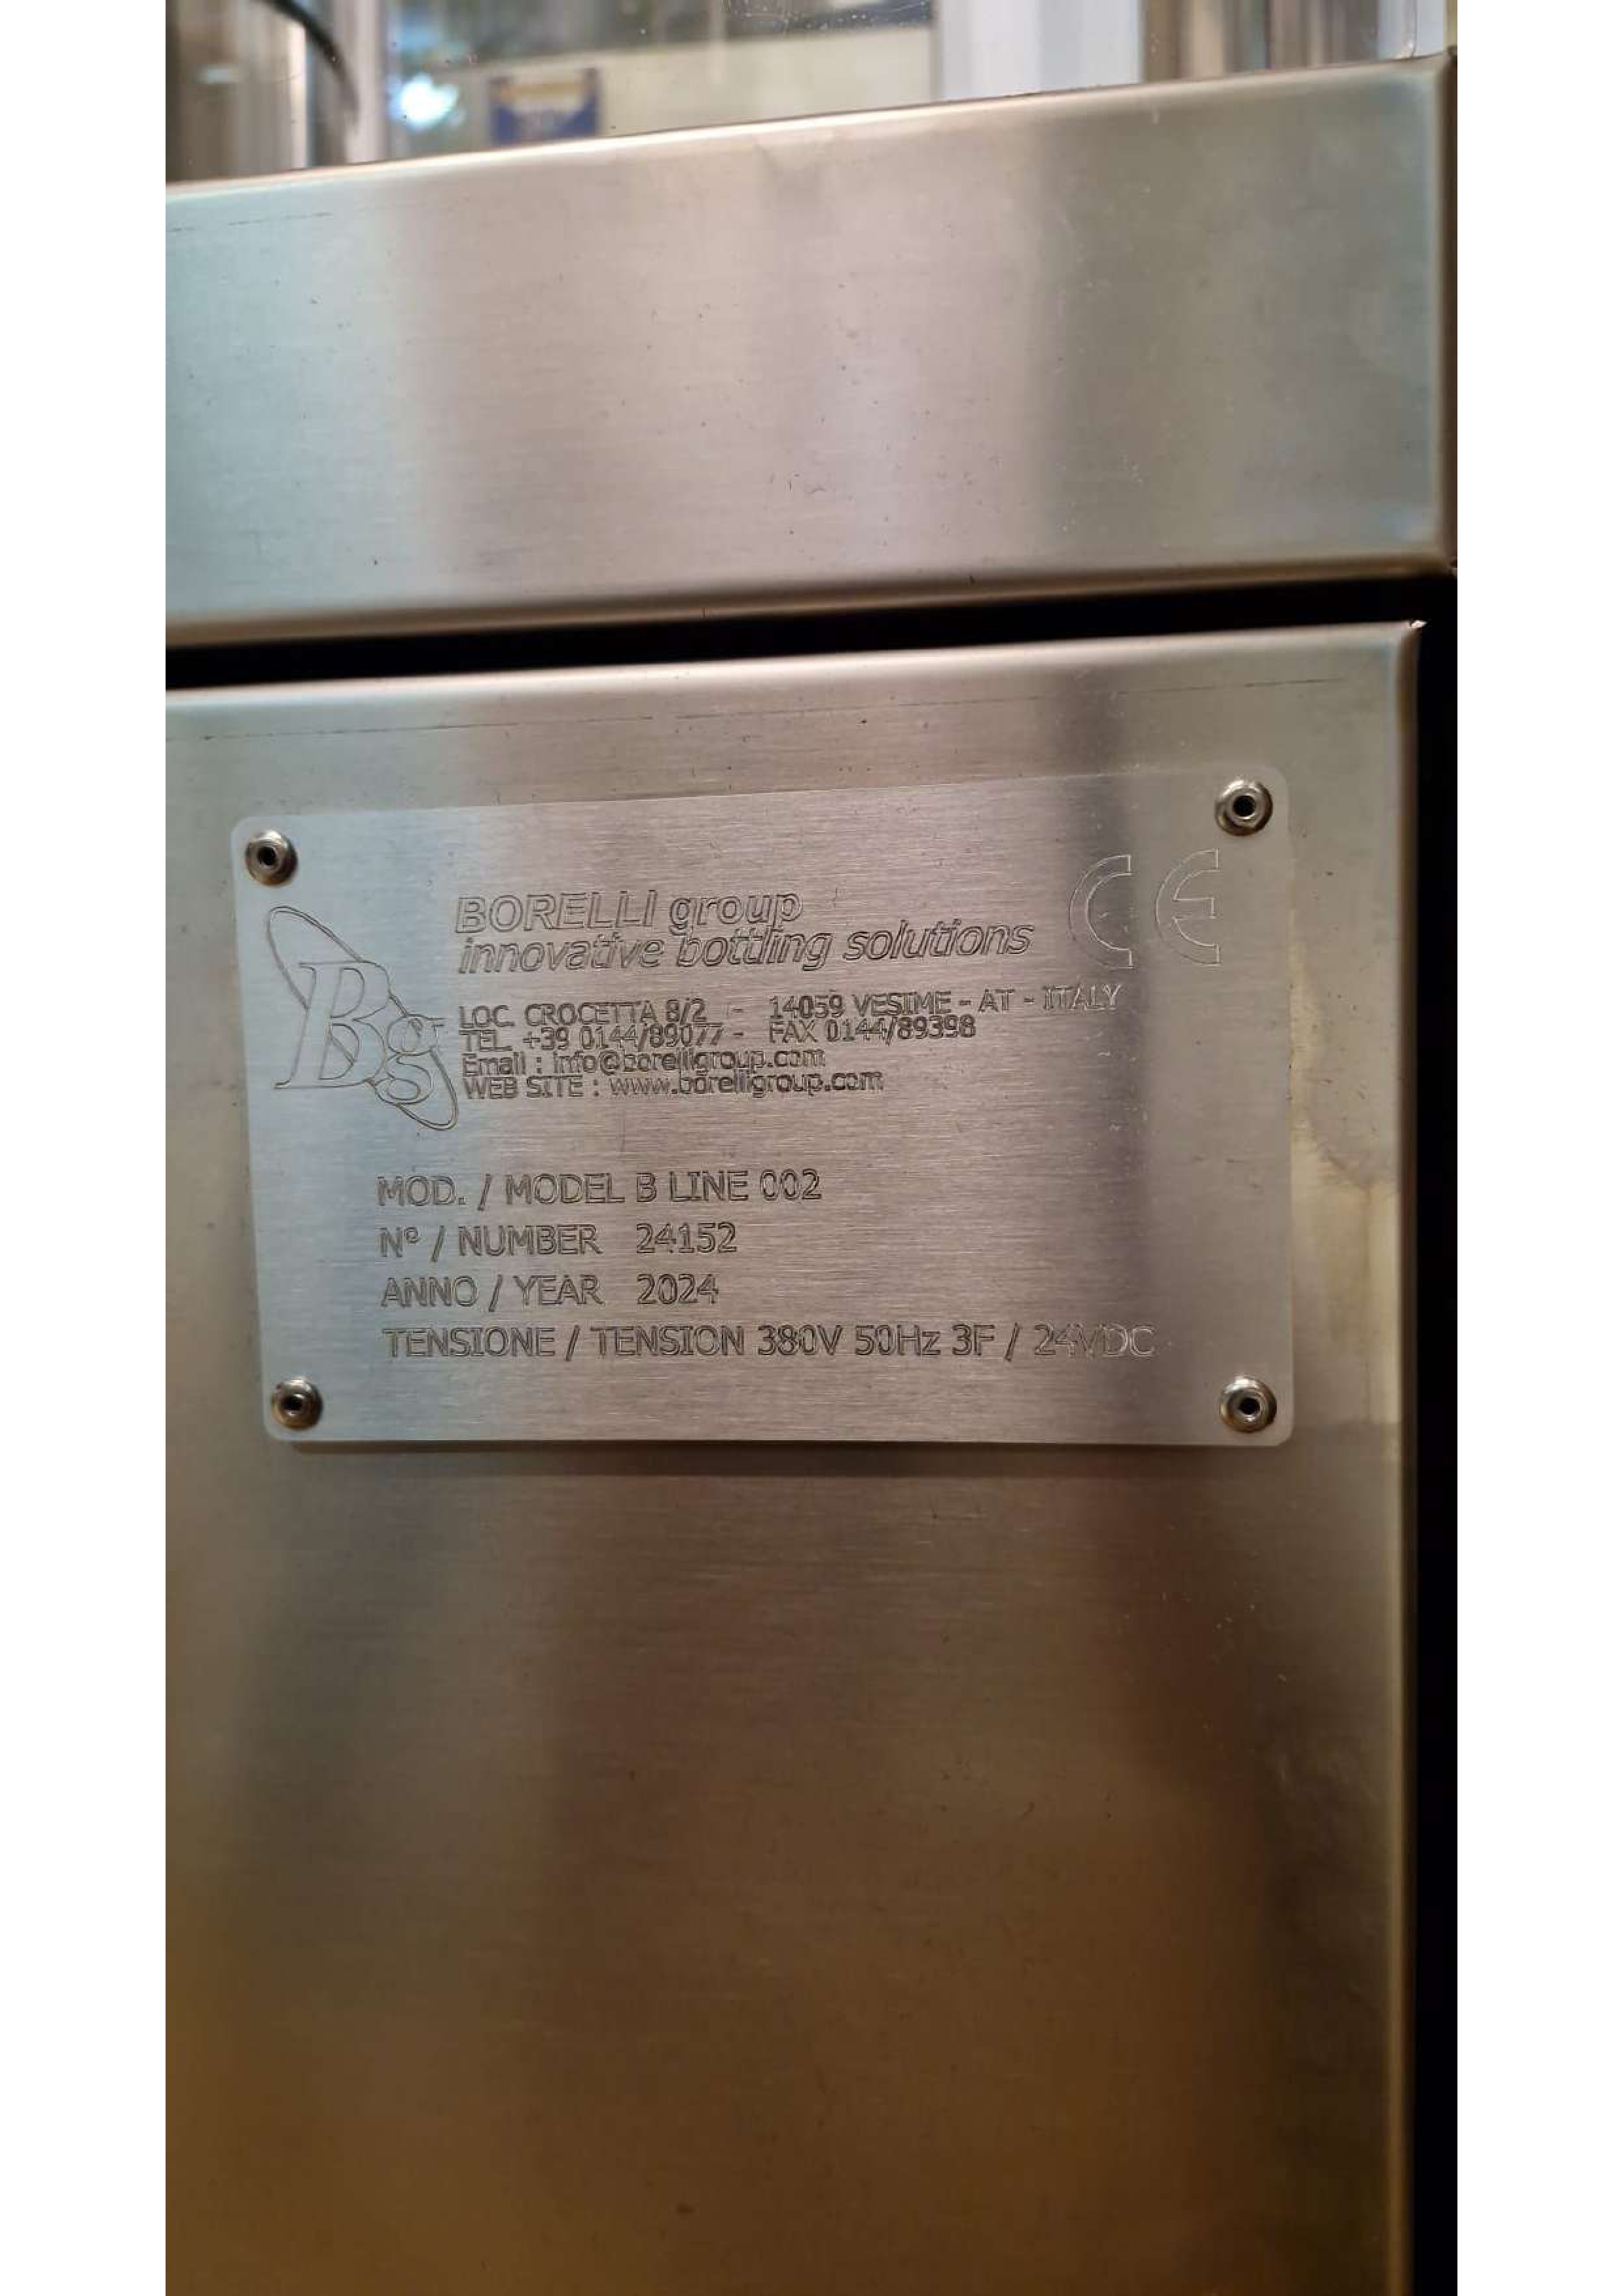 BORELLI group
innovative bottling solutions
CE
Bg
LOC. CROCETTA 8/2 - 14059 VESIME - AT - ITALY
TEL. +39 0144/89077 - FAX 0144/89398
Email : info@borelligroup.com
WEB SITE : www.borelligroup.com
MOD. / MODEL B LINE 002
N° / NUMBER 24152
ANNO / YEAR 2024
TENSIONE / TENSION 380V 50Hz 3F / 24VDC